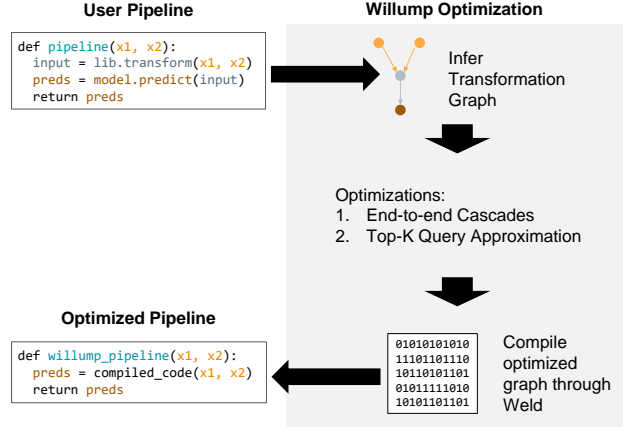 User Pipeline
def pipeline(x1, x2):
  input = lib.transform(x1, x2)
  preds = model.predict(input)
  return preds
Willump Optimization
Infer
Transformation
Graph
Optimizations:
1. End-to-end Cascades
2. Top-K Query Approximation
Optimized Pipeline
def willump_pipeline(x1, x2):
  preds = compiled_code(x1, x2)
  return preds
01010101010
11101101110
10110101101
01011111010
10101101101
Compile
optimized
graph through
Weld